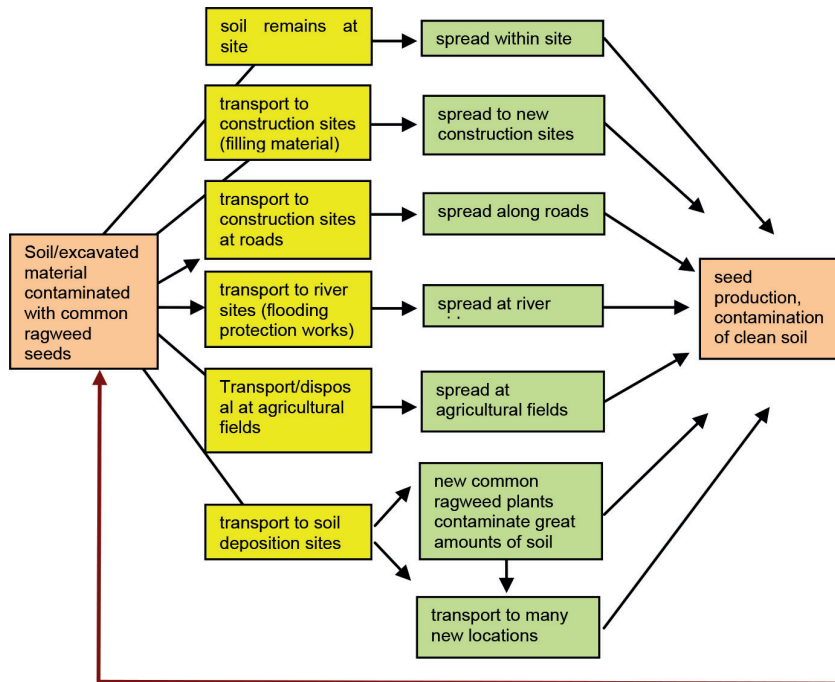 soil remains at
site
spread within site
transport to
construction sites
(filling material)
spread to new
construction sites
transport to
construction sites
at roads
spread along roads
Soil/excavated
material
contaminated
with common
ragweed
seeds
transport to river
sites (flooding
protection works)
spread at river
seed
production,
contamination
of clean soil
Transport/dispos
al at agricultural
fields
spread at
agricultural fields
transport to soil
deposition sites
new common
ragweed plants
contaminate great
amounts of soil
transport to many
new locations